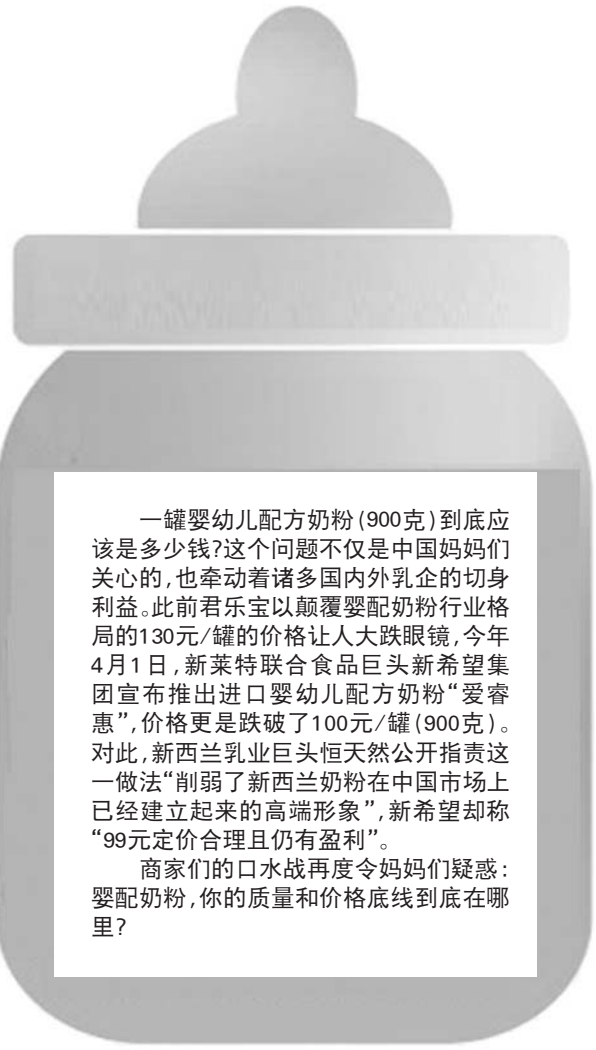 一罐婴幼儿配方奶粉(900克)到底应
该是多少钱?这个问题不仅是中国妈妈们
关心的,也牵动着诸多国内外乳企的切身
利益。此前君乐宝以颠覆婴配奶粉行业格
局的130元/罐的价格让人大跌眼镜,今年
4月1日,新莱特联合食品巨头新希望集
团宣布推出进口婴幼儿配方奶粉“爱睿
惠”,价格更是跌破了100元/罐(900克)。
对此,新西兰乳业巨头恒天然公开指责这
一做法“削弱了新西兰奶粉在中国市场上
已经建立起来的高端形象”,新希望却称
“99元定价合理且仍有盈利”。
商家们的口水战再度令妈妈们疑惑:
婴配奶粉,你的质量和价格底线到底在哪
里?